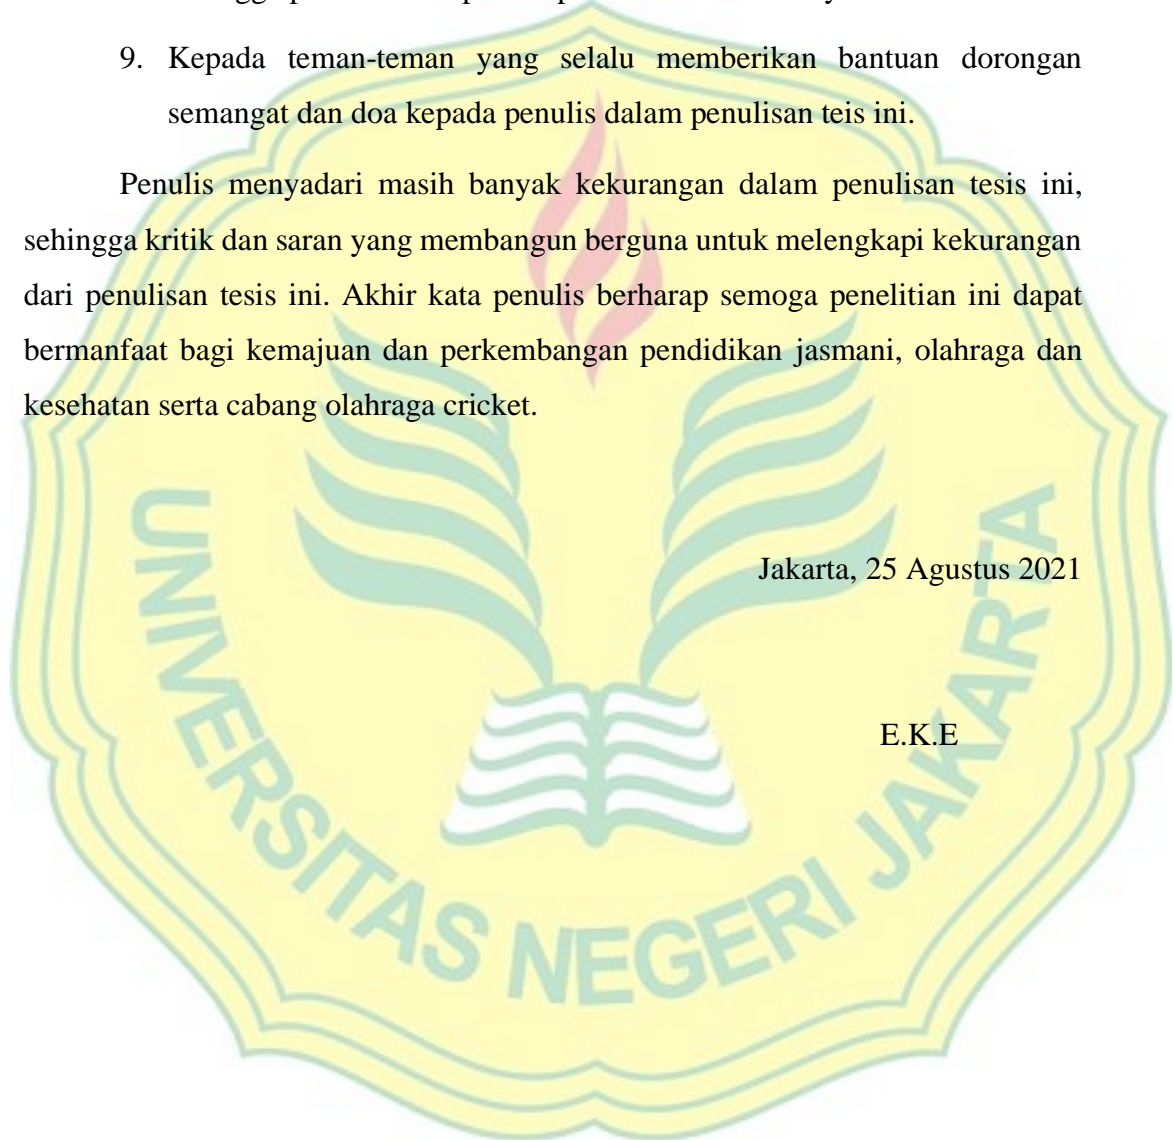 9. Kepada teman-teman yang selalu memberikan bantuan dorongan
semangat dan doa kepada penulis dalam penulisan teis ini.
Penulis menyadari masih banyak kekurangan dalam penulisan tesis ini,
sehingga kritik dan saran yang membangun berguna untuk melengkapi kekurangan
dari penulisan tesis ini. Akhir kata penulis berharap semoga penelitian ini dapat
bermanfaat bagi kemajuan dan perkembangan pendidikan jasmani, olahraga dan
kesehatan serta cabang olahraga cricket.
Jakarta, 25 Agustus 2021
E.K.E
UNIVERSITAS NEGERI JAKARTA